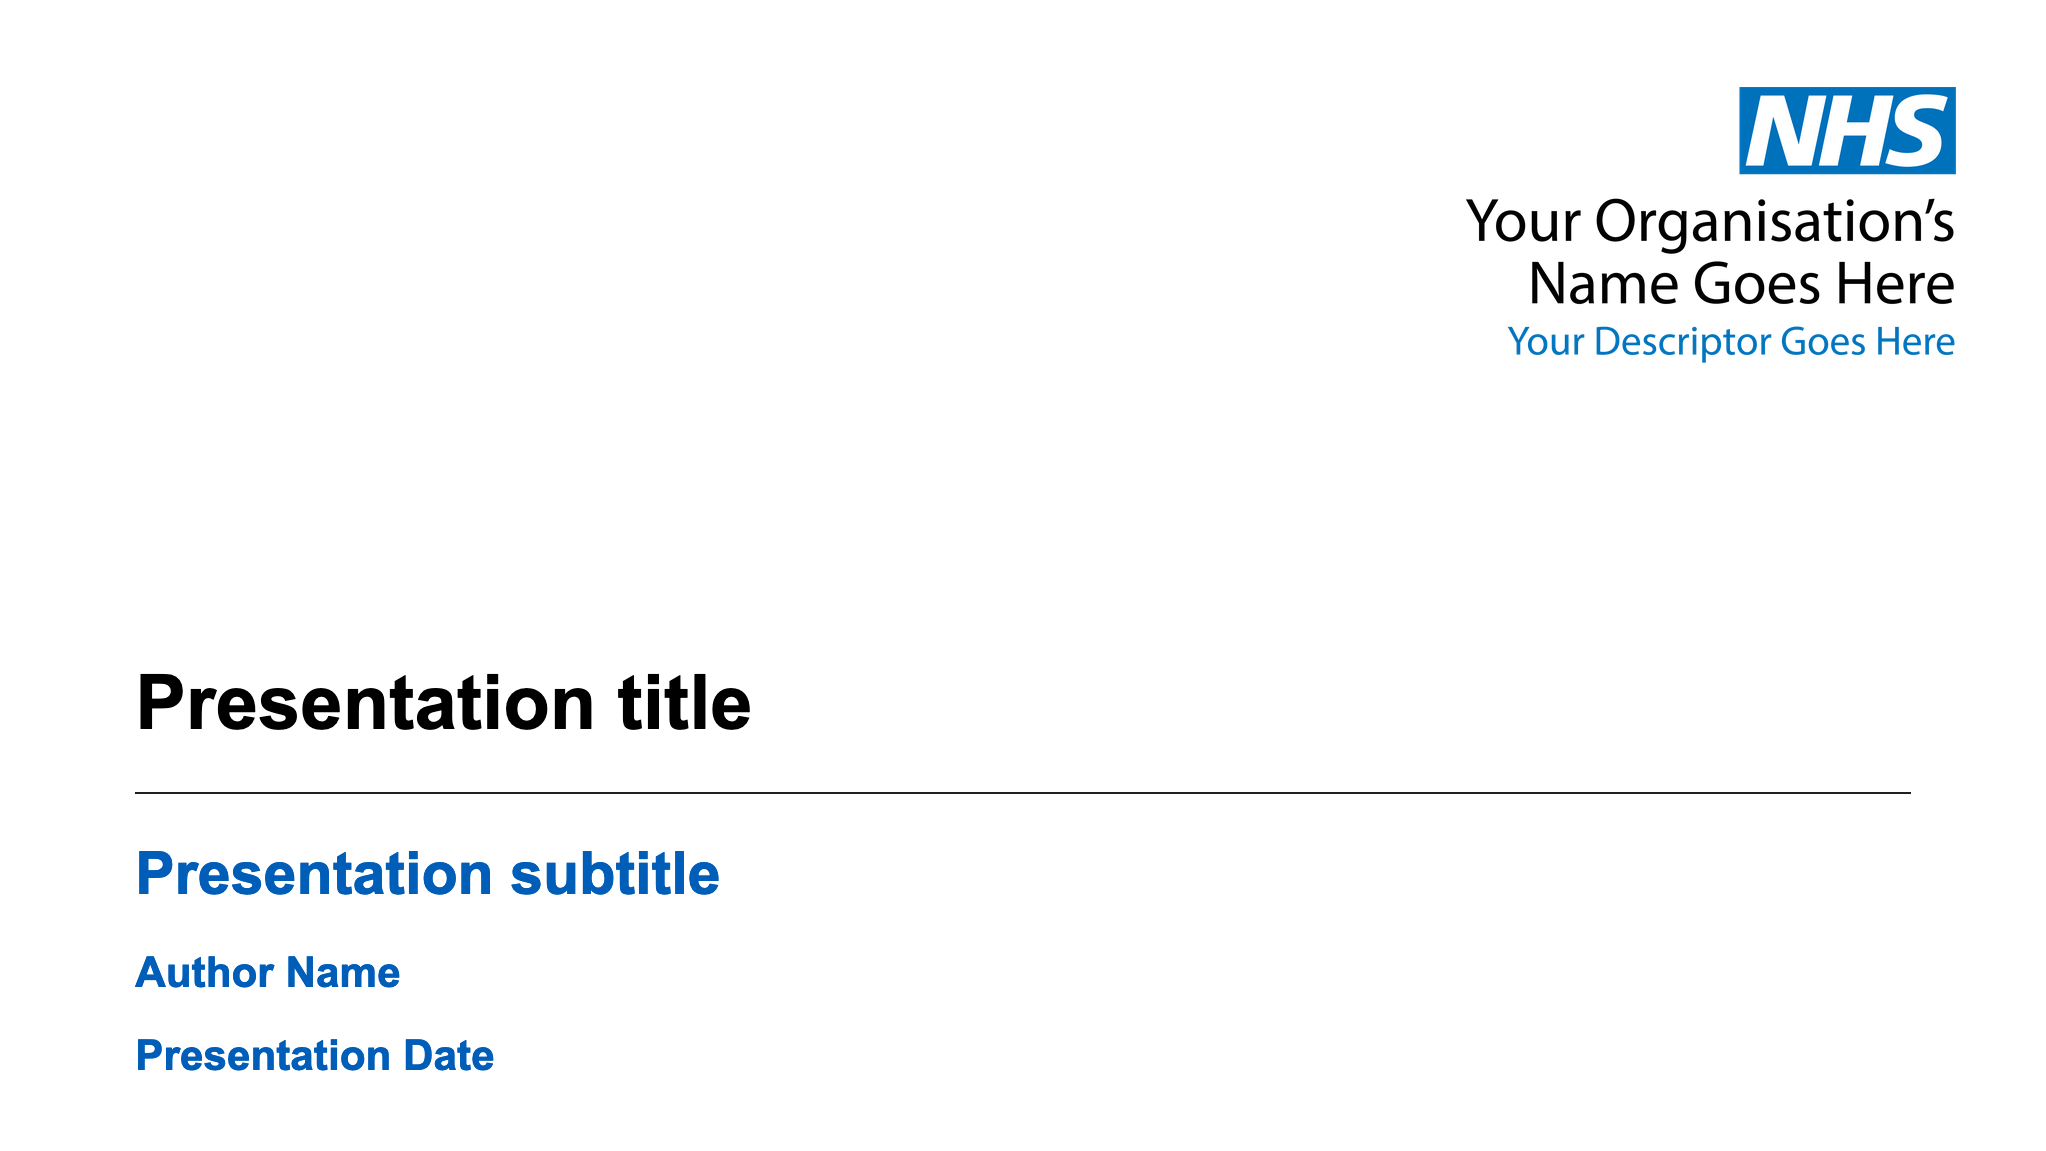 NHS
Your Organisation’s
Name Goes Here
Your Descriptor Goes Here
Presentation title
Presentation subtitle
Author Name
Presentation Date